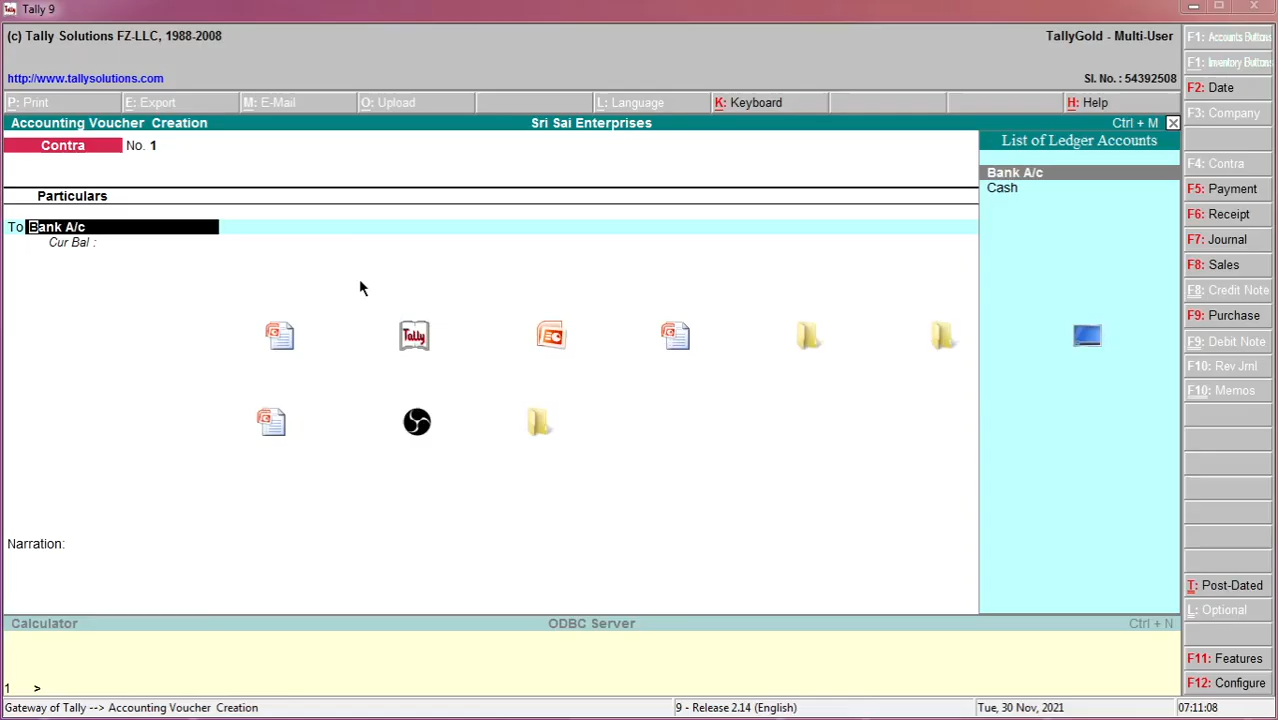 Tally 9
(c) Tally Solutions FZ-LLC, 1988-2008
TallyGold - Multi-User
http://www.tallysolutions.com
Sl. No. : 54392508
P: Print
E: Export
M: E-Mail
O: Upload
L: Language
K: Keyboard
H: Help
Accounting Voucher Creation
Sri Sai Enterprises
Ctrl + M
Contra
No. 1
Particulars
To Bank A/c
Cur Bal :
Narration:
List of Ledger Accounts
Bank A/c
Cash
F1: Accounts Buttons
F1: Inventory Buttons
F2: Date
F3: Company
F4: Contra
F5: Payment
F6: Receipt
F7: Journal
F8: Sales
F8: Credit Note
F9: Purchase
F9: Debit Note
F10: Rev Jrnl
F10: Memos
T: Post-Dated
L: Optional
F11: Features
F12: Configure
Calculator
ODBC Server
Ctrl + N
1 >
Gateway of Tally --> Accounting Voucher Creation
9 - Release 2.14 (English)
Tue, 30 Nov, 2021
07:11:08